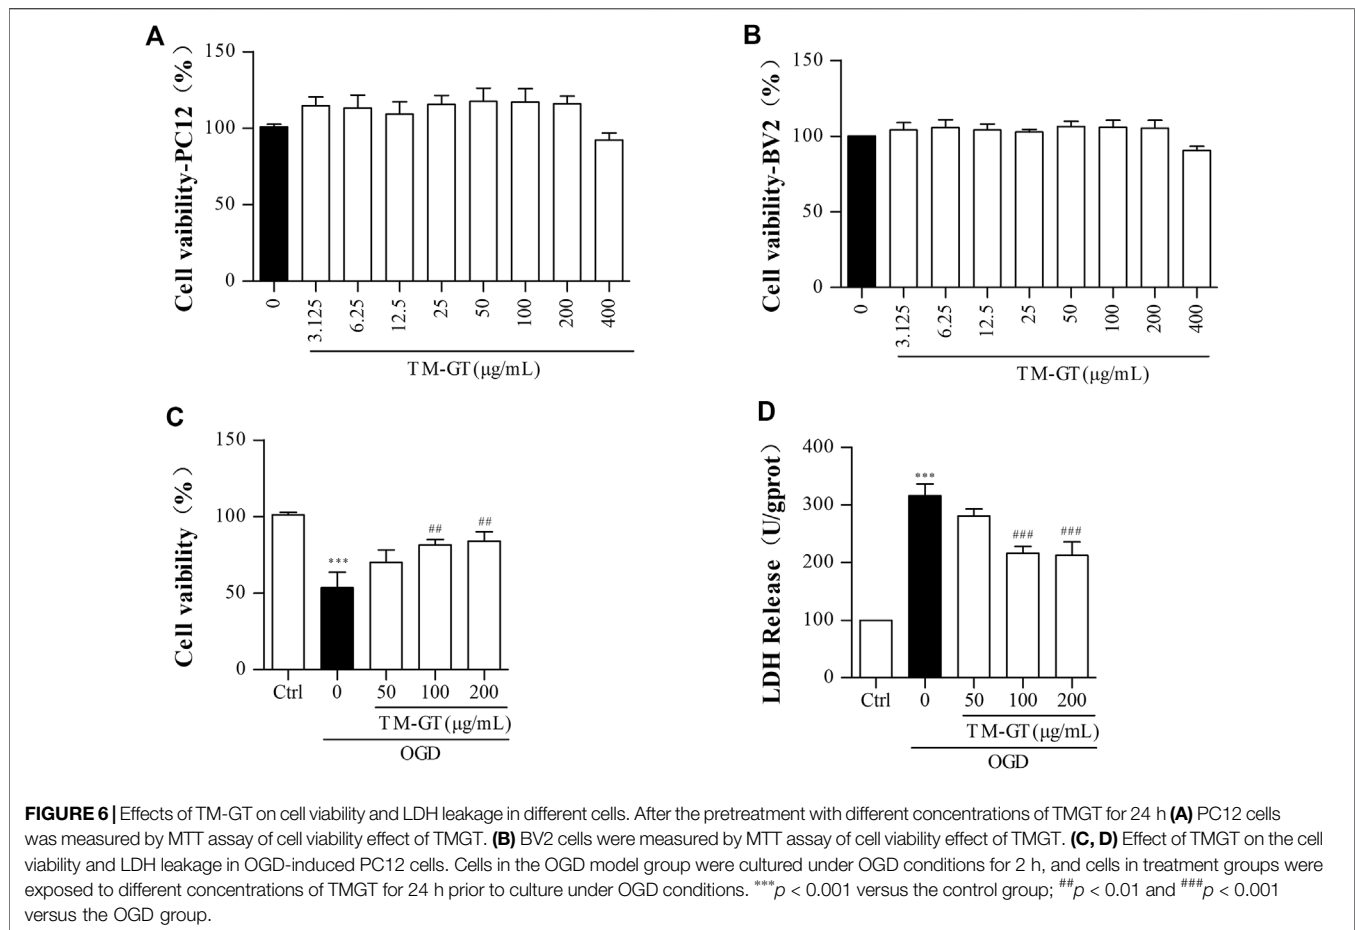 A
Cell vaibility-PC12（%）
150
100
50
0
0
3.125
6.25
12.5
25
50
100
200
400
TM-GT(μg/mL)
B
Cell vaibility-BV2（%）
150
100
50
0
0
3.125
6.25
12.5
25
50
100
200
400
TM-GT(μg/mL)
C
Cell vaibility（%）
150
100
50
0
***
##
##
Ctrl
0
50
100
200
TM-GT(μg/mL)
OGD
D
LDH Release（U/gprot）
400
300
200
100
0
***
###
###
Ctrl
0
50
100
200
TM-GT(μg/mL)
OGD
FIGURE 6 | Effects of TM-GT on cell viability and LDH leakage in different cells. After the pretreatment with different concentrations of TMGT for 24 h (A) PC12 cells
was measured by MTT assay of cell viability effect of TMGT. (B) BV2 cells were measured by MTT assay of cell viability effect of TMGT. (C, D) Effect of TMGT on the cell
viability and LDH leakage in OGD-induced PC12 cells. Cells in the OGD model group were cultured under OGD conditions for 2 h, and cells in treatment groups were
exposed to different concentrations of TMGT for 24 h prior to culture under OGD conditions. ***p < 0.001 versus the control group; ##p < 0.01 and ###p < 0.001
versus the OGD group.